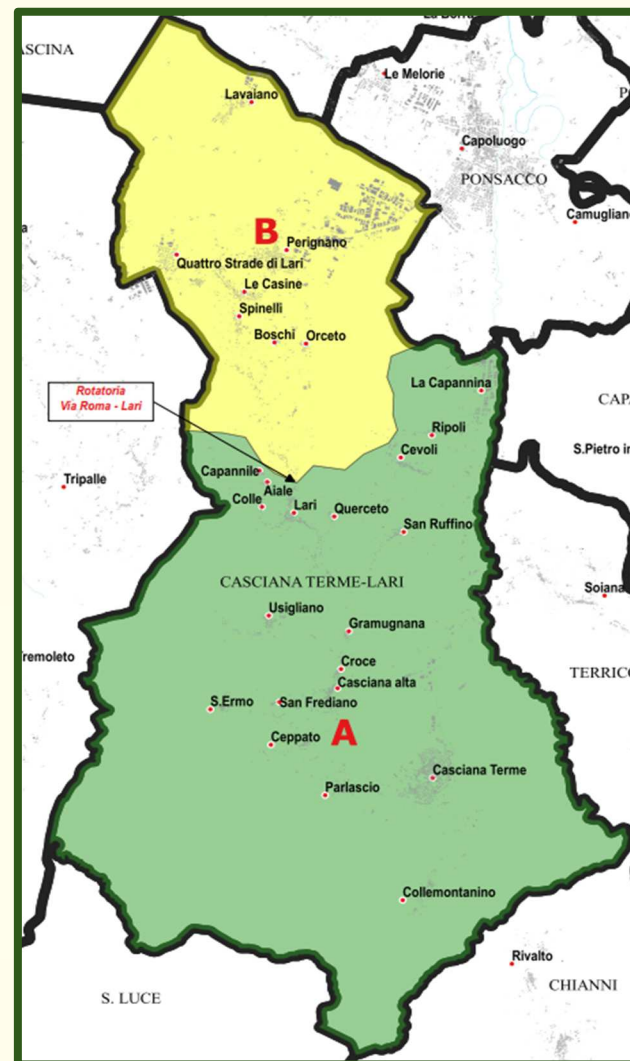 Le Melorie
Lavaiano
Capoluogo
PONSACCO
Camugliano
B
Perignano
Quattro Strade di Lari
Le Casine
Spinelli
Boschi
Orceto
La Capannina
Rotatoria
Via Roma - Lari
Ripoli
S.Pietro in
Cevoli
Capannile
Tripalle
Aiale
Colle
Lari
Querceto
San Ruffino
CASCIANA TERME-LARI
Soiana
Usigliano
Gramugnana
Croce
Casciana alta
S.Ermo
San Frediano
A
Ceppato
Casciana Terme
Parlascio
Collemontanino
Rivalto
CHIANNI
S. LUCE
ASCINA
CAPA
TERRICO
remoleto